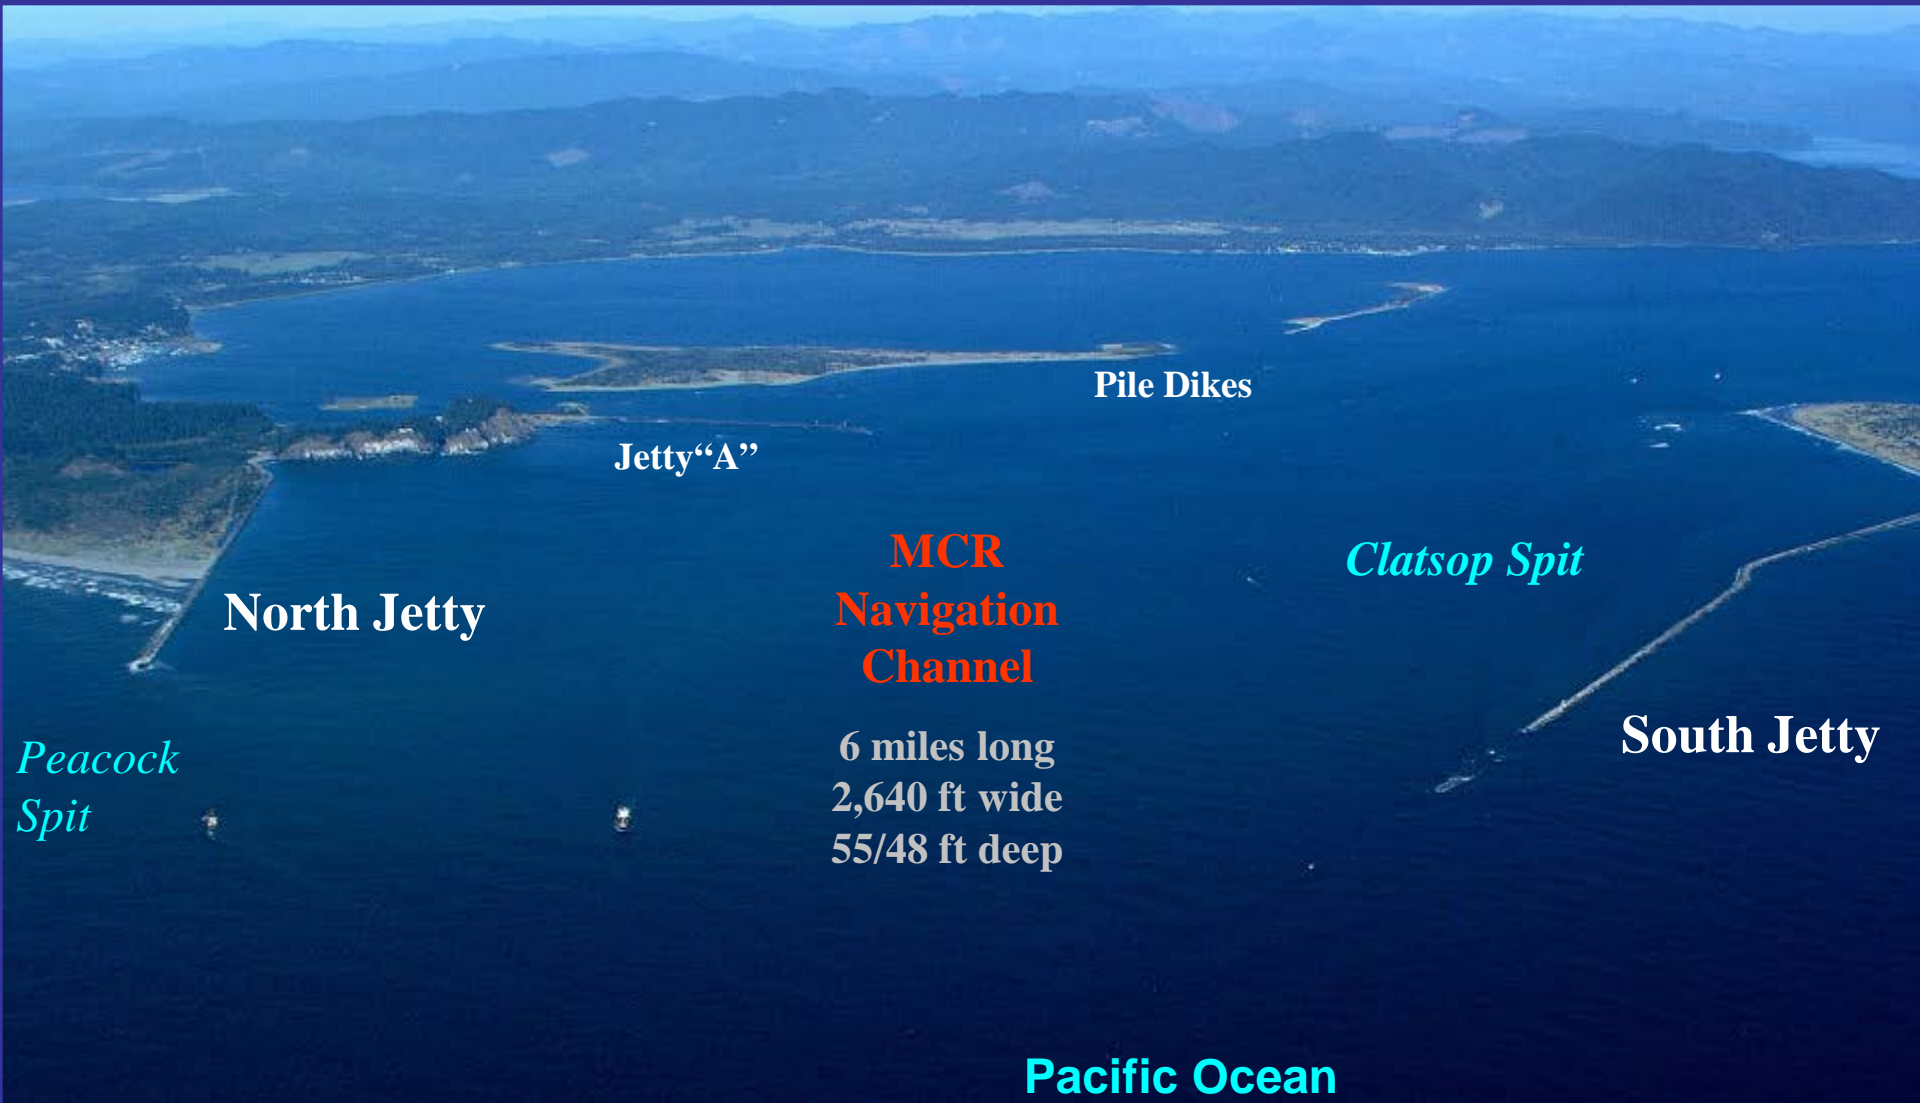 Pile Dikes
Jetty“A”
MCR
Navigation
Channel
Clatsop Spit
North Jetty
South Jetty
Peacock
Spit
6 miles long
2,640 ft wide
55/48 ft deep
Pacific Ocean